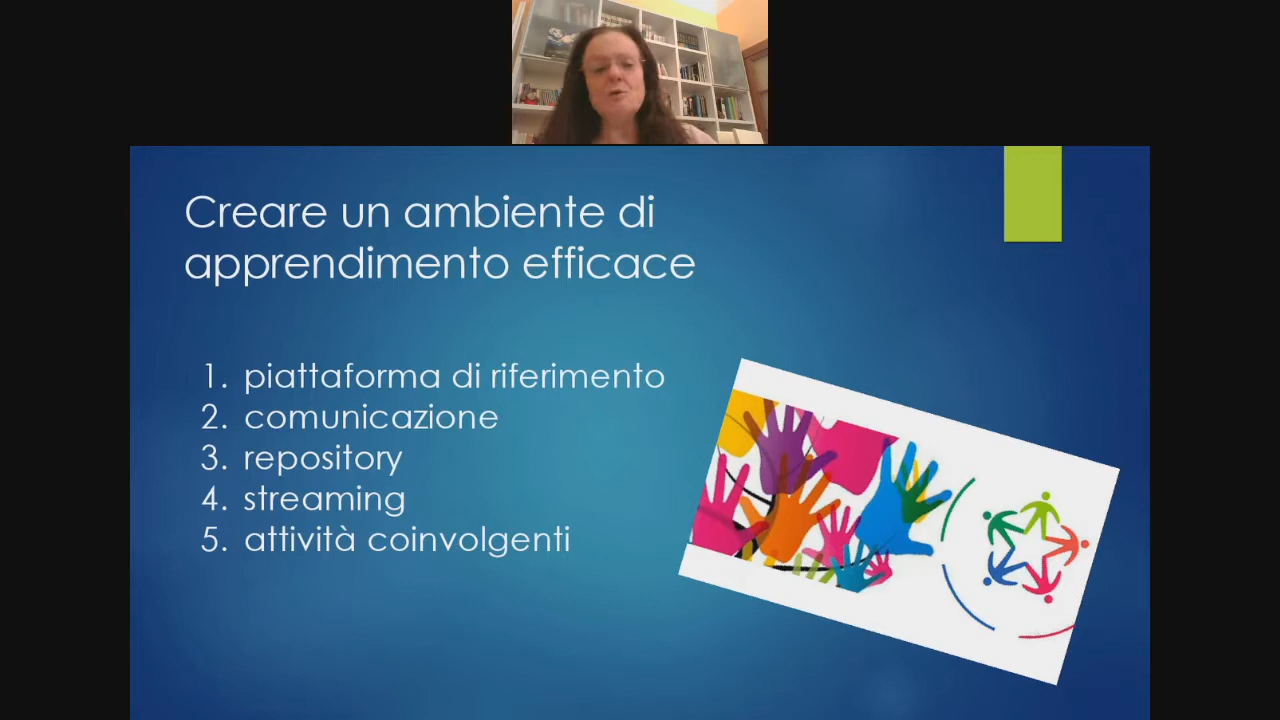 Creare un ambiente di
apprendimento efficace
1. piattaforma di riferimento
2. comunicazione
3. repository
4. streaming
5. attività coinvolgenti